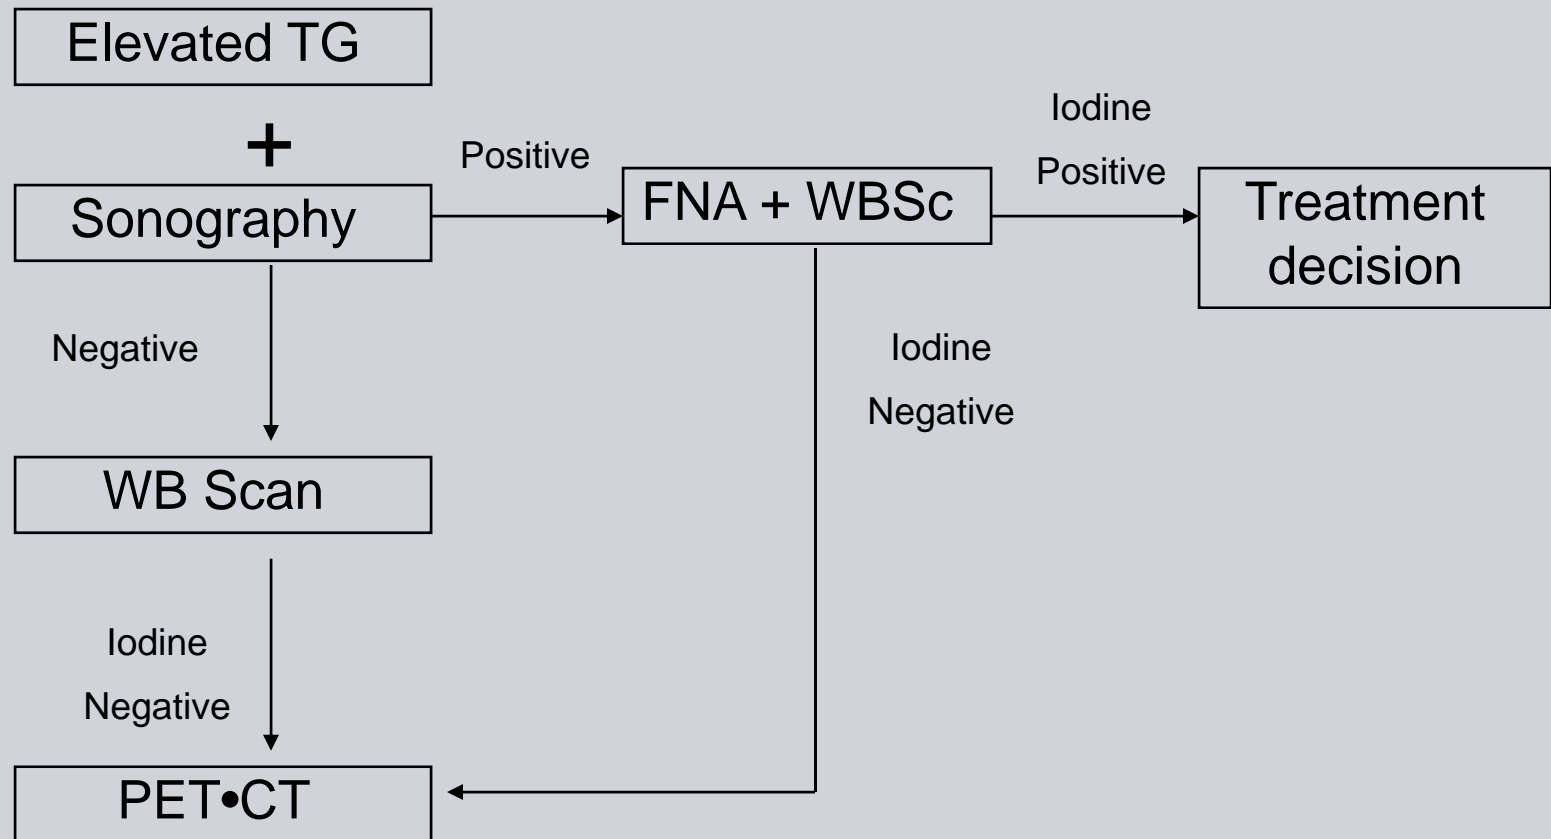 Elevated TG
+
Sonography
Positive
FNA + WBSc
Iodine
Positive
Treatment
decision
Negative
Iodine
Negative
WB Scan
Iodine
Negative
PET•CT